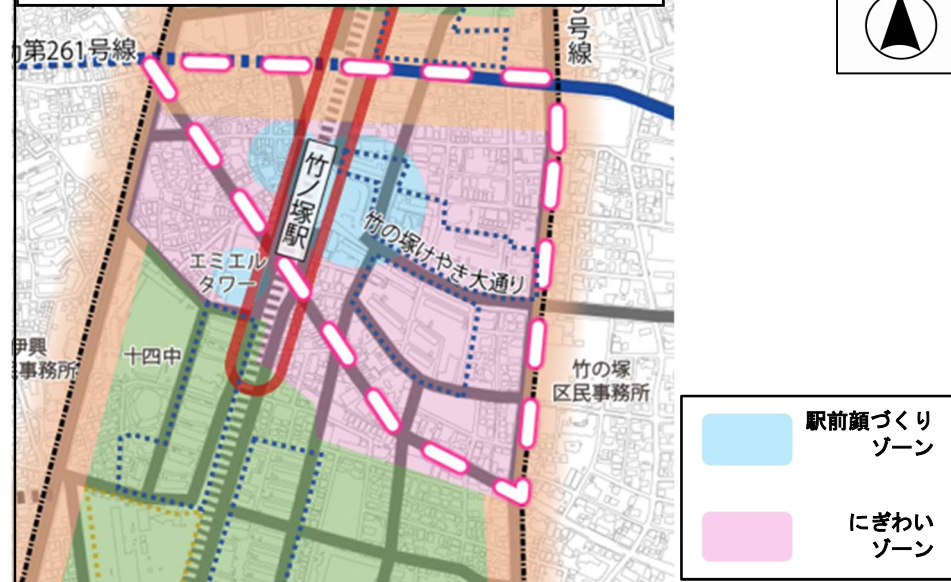 第261号線
号線
竹ノ塚駅
竹の塚けやき大通り
エミエル
タワー
十四中
伊興
事務所
竹の塚
区民事務所
駅前顔づくり
ゾーン
にぎわい
ゾーン